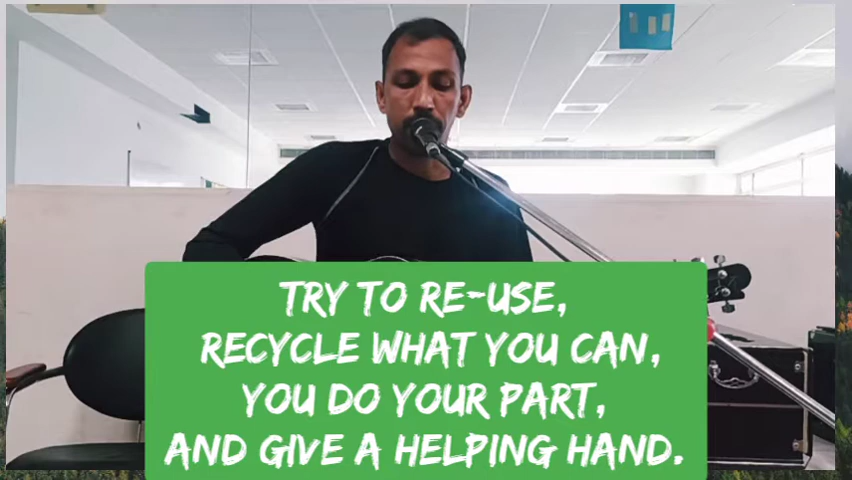 TRY TO RE-USE,
RECYCLE WHAT YOU CAN,
YOU DO YOUR PART,
AND GIVE A HELPING HAND.